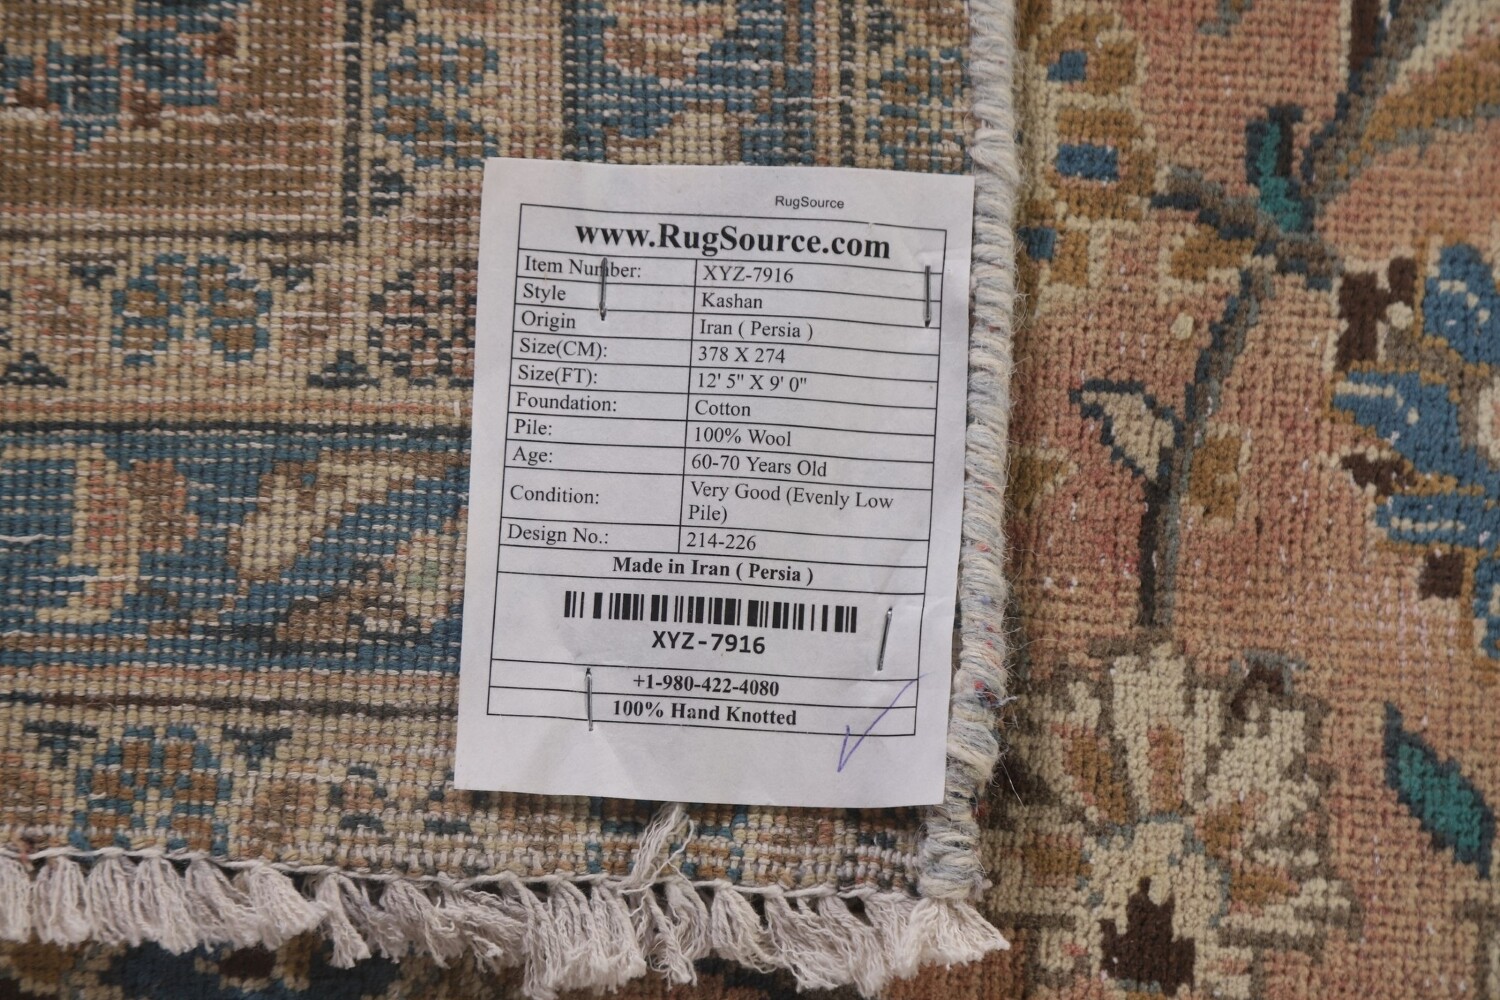 RugSource
www.RugSource.com
Item Number: XYZ-7916
Style Kashan
Origin Iran ( Persia )
Size(CM): 378 X 274
Size(FT): 12' 5" X 9' 0"
Foundation: Cotton
Pile: 100% Wool
Age: 60-70 Years Old
Condition: Very Good (Evenly Low
Pile)
Design No.: 214-226
Made in Iran ( Persia )
XYZ-7916
+1-980-422-4080
100% Hand Knotted